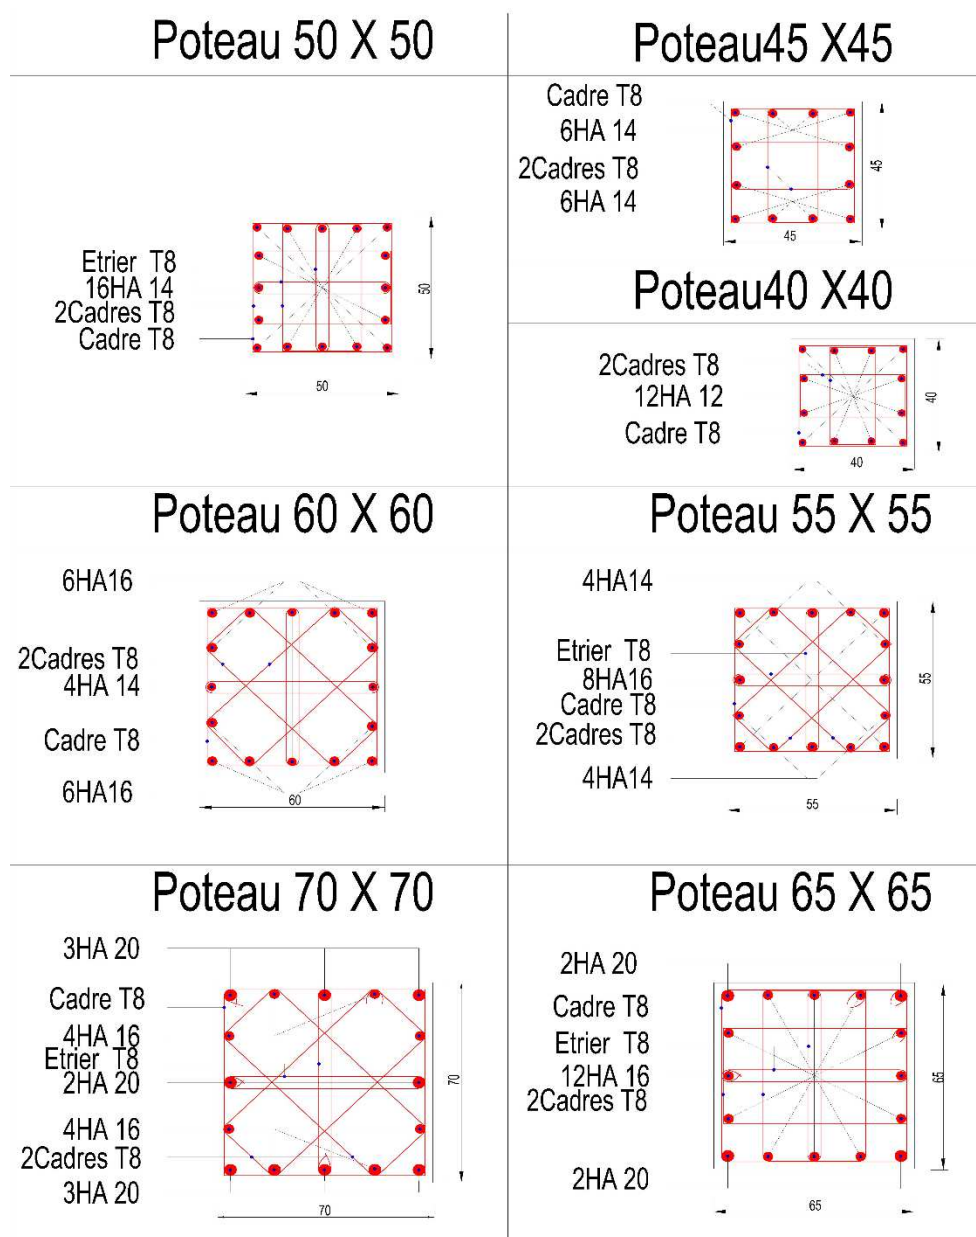 Poteau 50 X 50
Etrier T8
16HA 14
2Cadres T8
Cadre T8
50
50
Poteau45 X45
Cadre T8
6HA 14
2Cadres T8
6HA 14
45
45
Poteau40 X40
2Cadres T8
12HA 12
Cadre T8
40
40
Poteau 60 X 60
6HA16
2Cadres T8
4HA 14
Cadre T8
6HA16
60
Poteau 55 X 55
4HA14
Etrier T8
8HA16
Cadre T8
2Cadres T8
4HA14
55
55
Poteau 70 X 70
3HA 20
Cadre T8
4HA 16
Etrier T8
2HA 20
4HA 16
2Cadres T8
3HA 20
70
70
Poteau 65 X 65
2HA 20
Cadre T8
Etrier T8
12HA 16
2Cadres T8
2HA 20
65
65